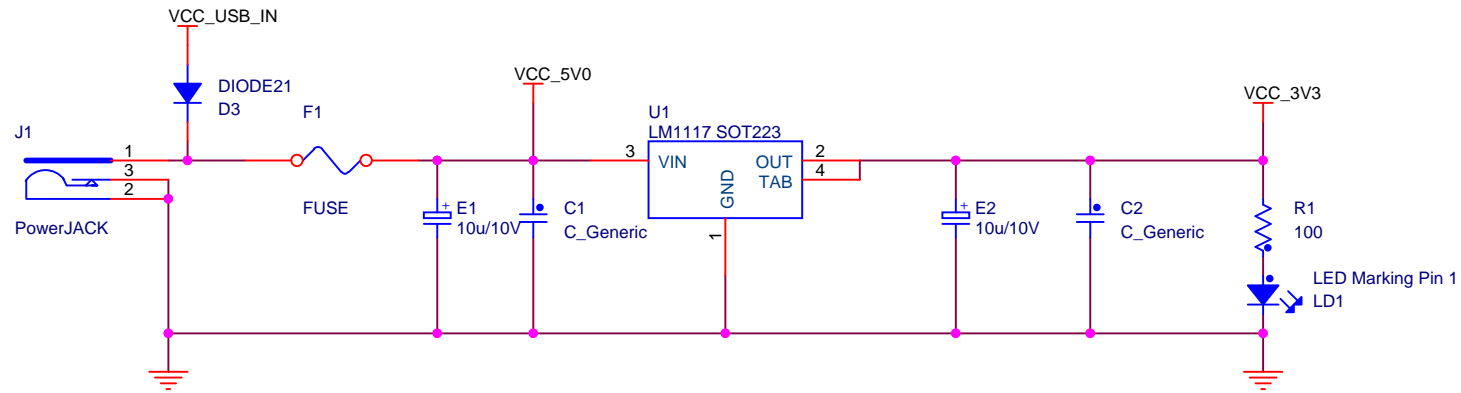 VCC_USB_IN
DIODE21
D3
J1
1
3
2
PowerJACK
F1
FUSE
VCC_5V0
+
E1
10u/10V
C1
C_Generic
U1
LM1117 SOT223
3
VIN
OUT
TAB
GND
2
4
1
+
E2
10u/10V
C2
C_Generic
VCC_3V3
R1
100
LED Marking Pin 1
LD1